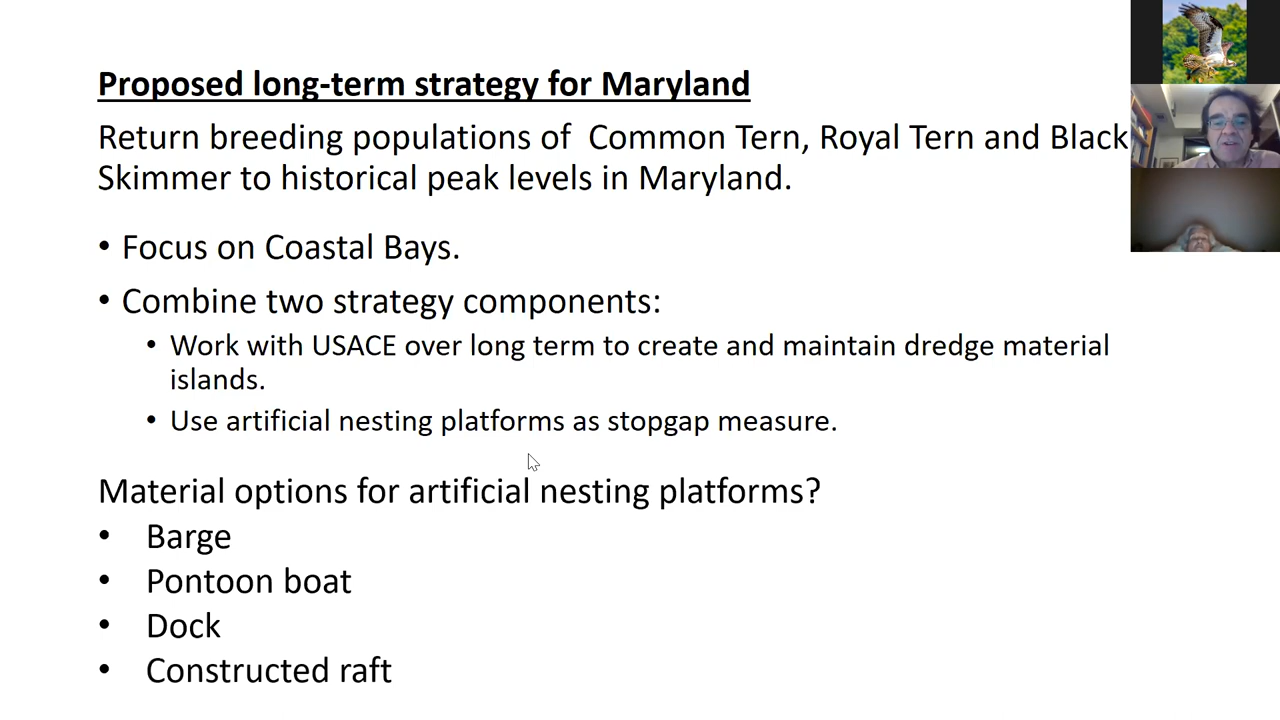 Proposed long-term strategy for Maryland
Return breeding populations of  Common Tern, Royal Tern and Black
Skimmer to historical peak levels in Maryland.
• Focus on Coastal Bays.
• Combine two strategy components:
• Work with USACE over long term to create and maintain dredge material
islands.
• Use artificial nesting platforms as stopgap measure.
Material options for artificial nesting platforms?
• Barge
• Pontoon boat
• Dock
• Constructed raft